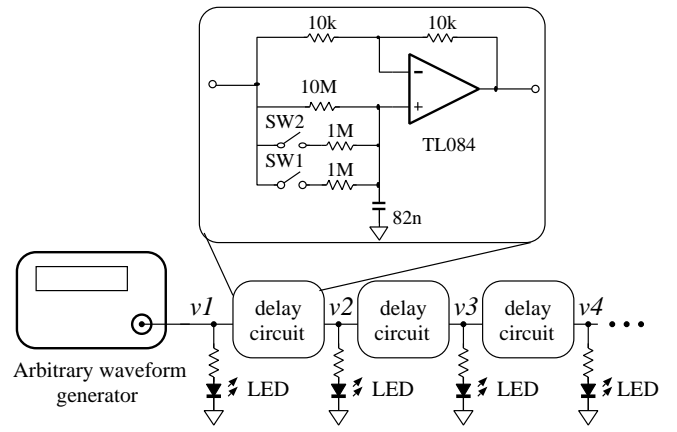 10k 10k
10M
SW2
1M
SW1
1M
TL084
82n
−
+
v1 delay circuit v2 delay circuit v3 delay circuit v4
Arbitrary waveform
generator
LED LED LED LED